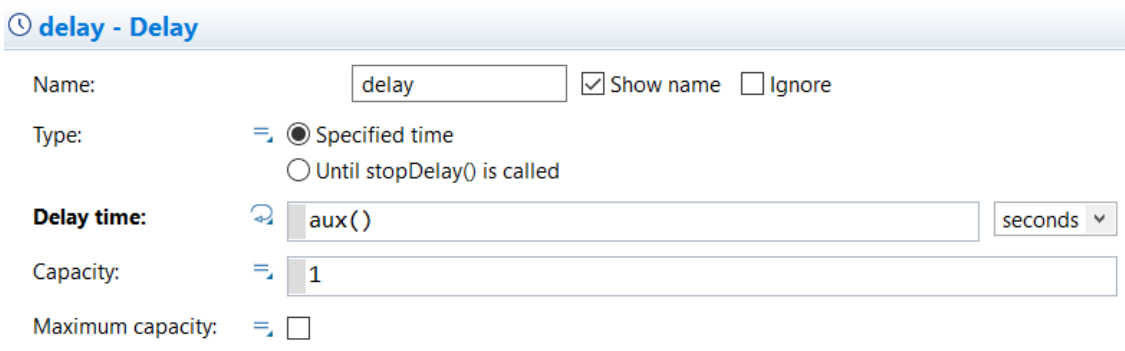 delay - Delay
Name: delay Show name Ignore
Type: Specified time
Until stopDelay() is called
Delay time: aux() seconds
Capacity: 1
Maximum capacity: